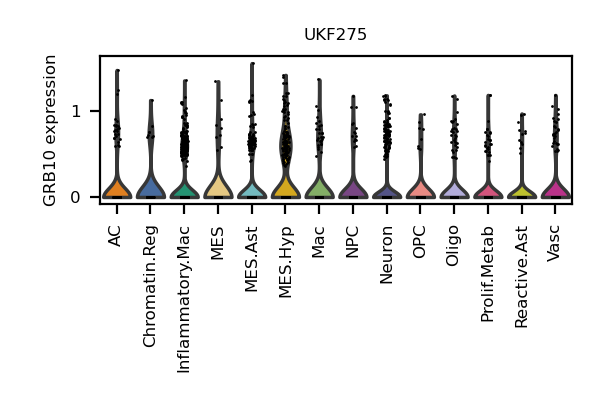 UKF275
GRB10 expression
1
0
AC
Chromatin.Reg
Inflammatory.Mac
MES
MES.Ast
MES.Hyp
Mac
NPC
Neuron
OPC
Oligo
Prolif.Metab
Reactive.Ast
Vasc